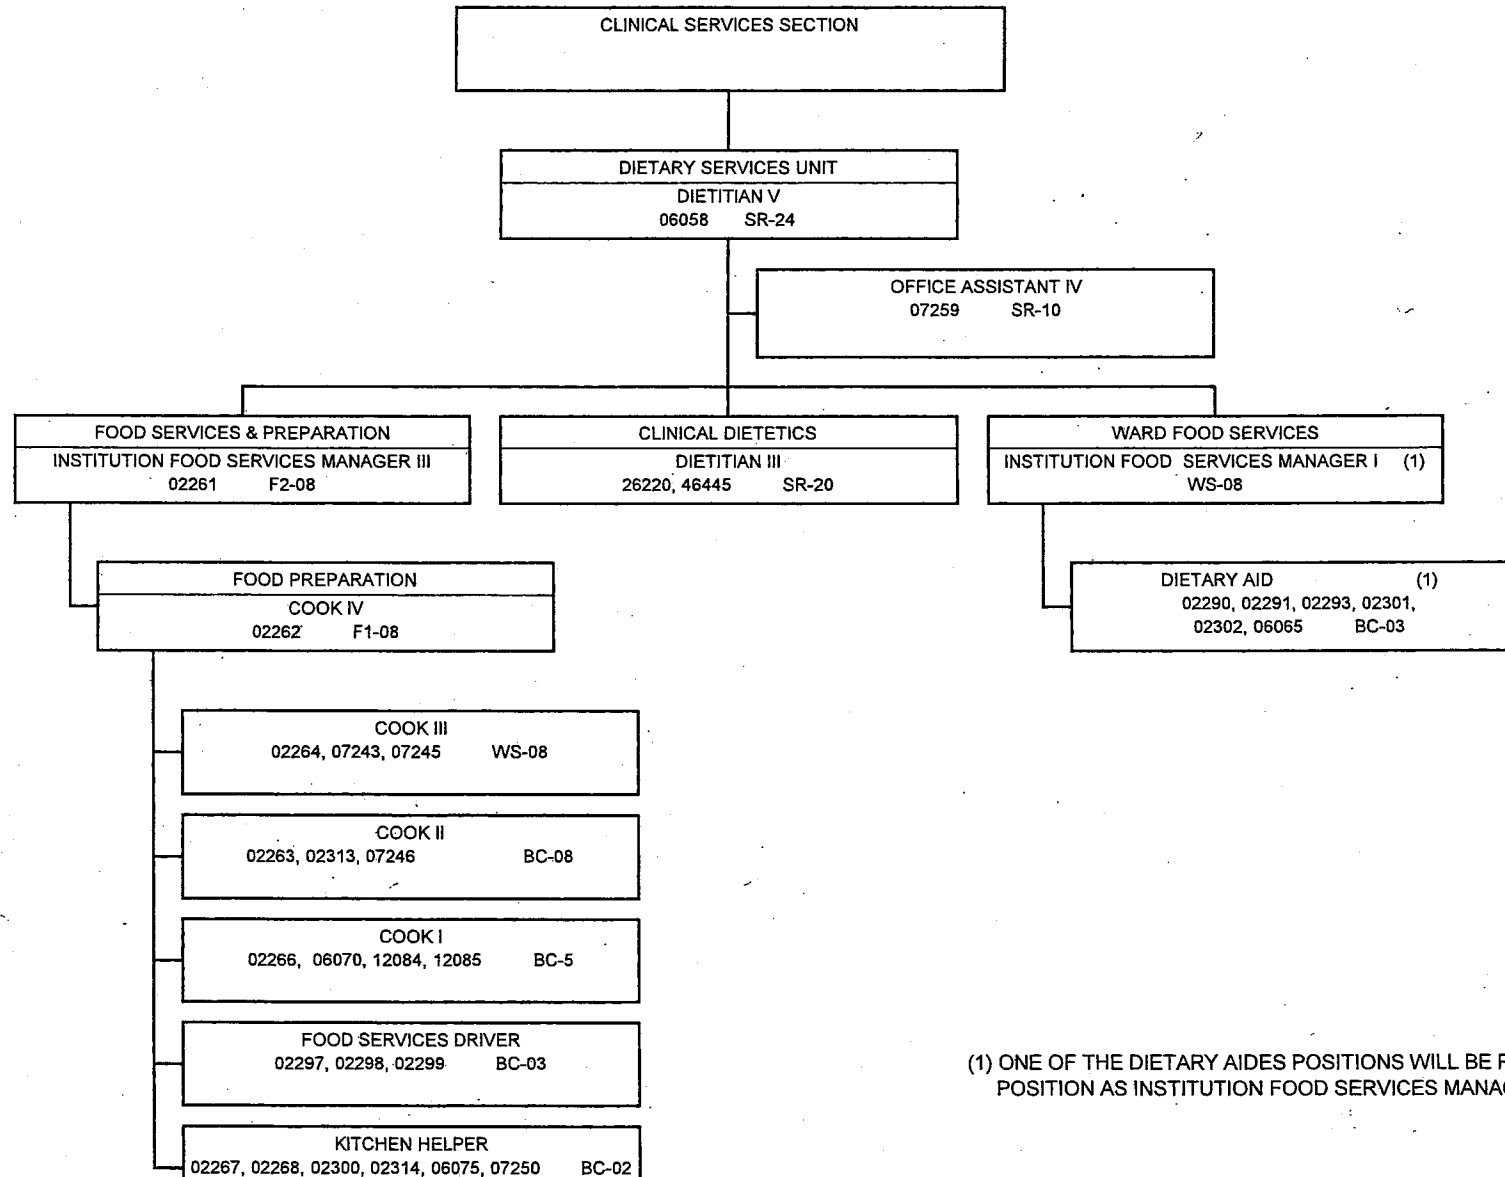 CLINICAL SERVICES SECTION
DIETARY SERVICES UNIT
DIETITIAN V
06058 SR-24
OFFICE ASSISTANT IV
07259 SR-10
FOOD SERVICES & PREPARATION
INSTITUTION FOOD SERVICES MANAGER III
02261 F2-08
CLINICAL DIETETICS
DIETITIAN III
26220, 46445 SR-20
WARD FOOD SERVICES
INSTITUTION FOOD SERVICES MANAGER I (1)
WS-08
FOOD PREPARATION
COOK IV
02262 F1-08
DIETARY AID (1)
02290, 02291, 02293, 02301,
02302, 06065 BC-03
COOK III
02264, 07243, 07245 WS-08
COOK II
02263, 02313, 07246 BC-08
COOK I
02266, 06070, 12084, 12085 BC-5
FOOD SERVICES DRIVER
02297, 02298, 02299 BC-03
KITCHEN HELPER
02267, 02268, 02300, 02314, 06075, 07250 BC-02
(1) ONE OF THE DIETARY AIDES POSITIONS WILL BE
POSITION AS INSTITUTION FOOD SERVICES